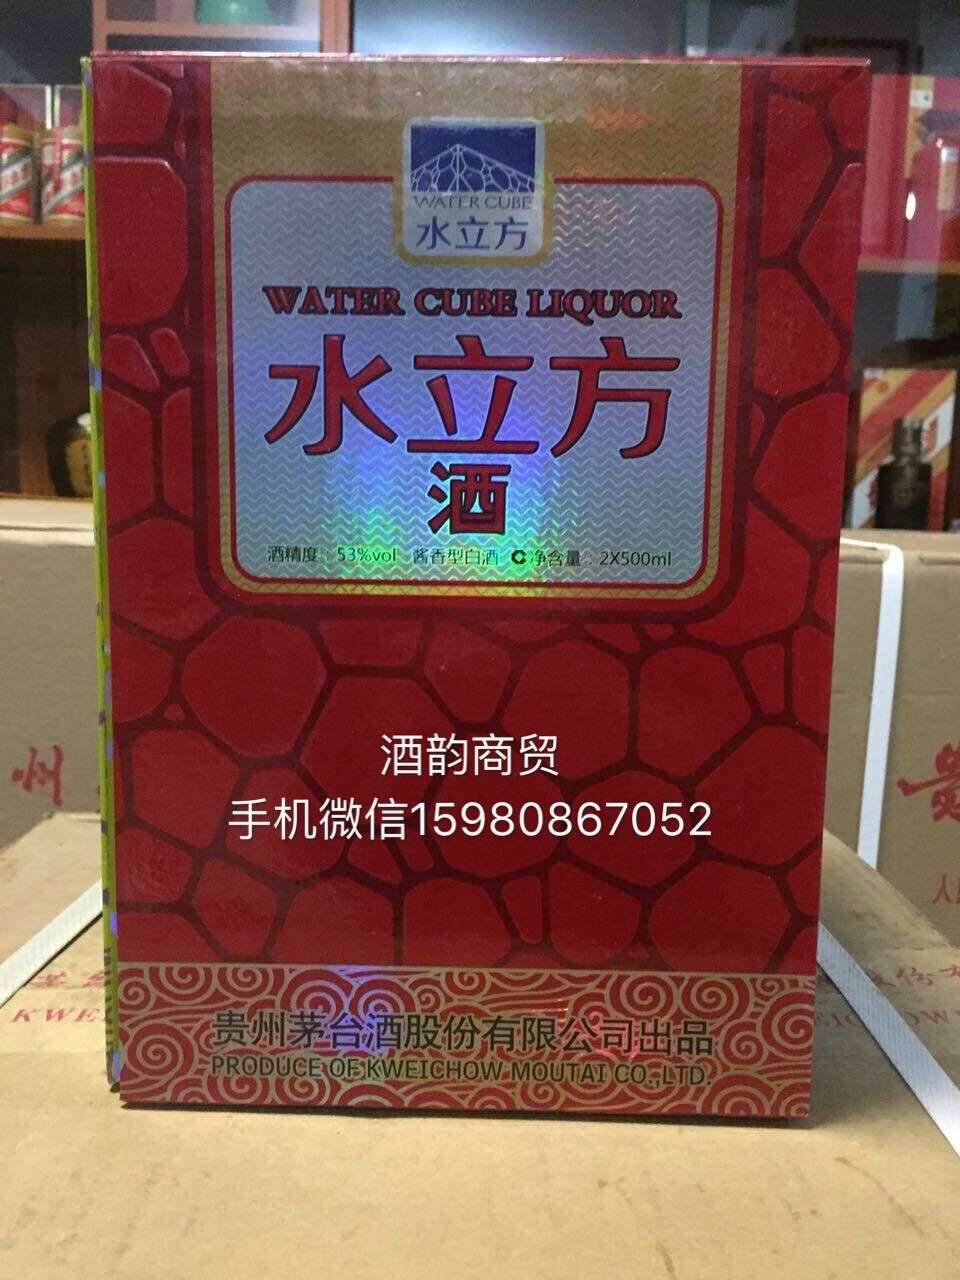 WATER CUBE
水立方
WATER CUBE LIQUOR
水立方
酒
酒精度：53%vol 酱香型白酒 C净含量：2X500ml
酒韵商贸
手机微信15980867052
贵州茅台酒股份有限公司出品
PRODUCE OF KWEICHOW MOUTAI CO.,LTD.
州
贵